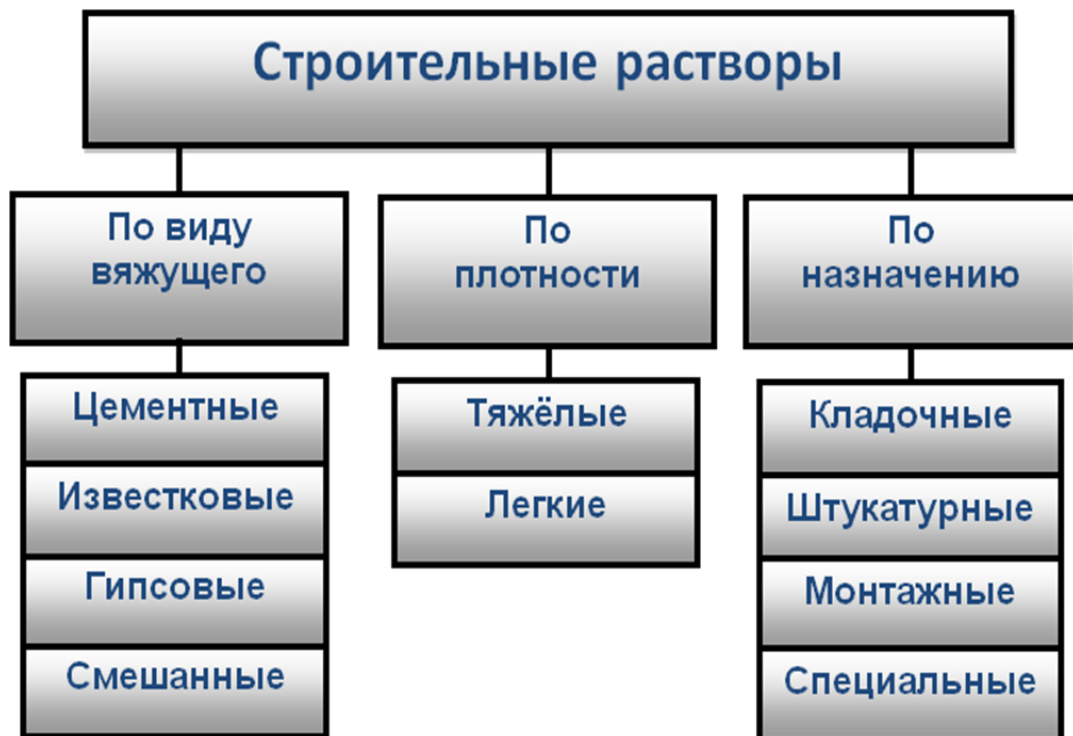 Строительные растворы
По виду
вяжущего
Цементные
Известковые
Гипсовые
Смешанные
По
плотности
Тяжёлые
Легкие
По
назначению
Кладочные
Штукатурные
Монтажные
Специальные